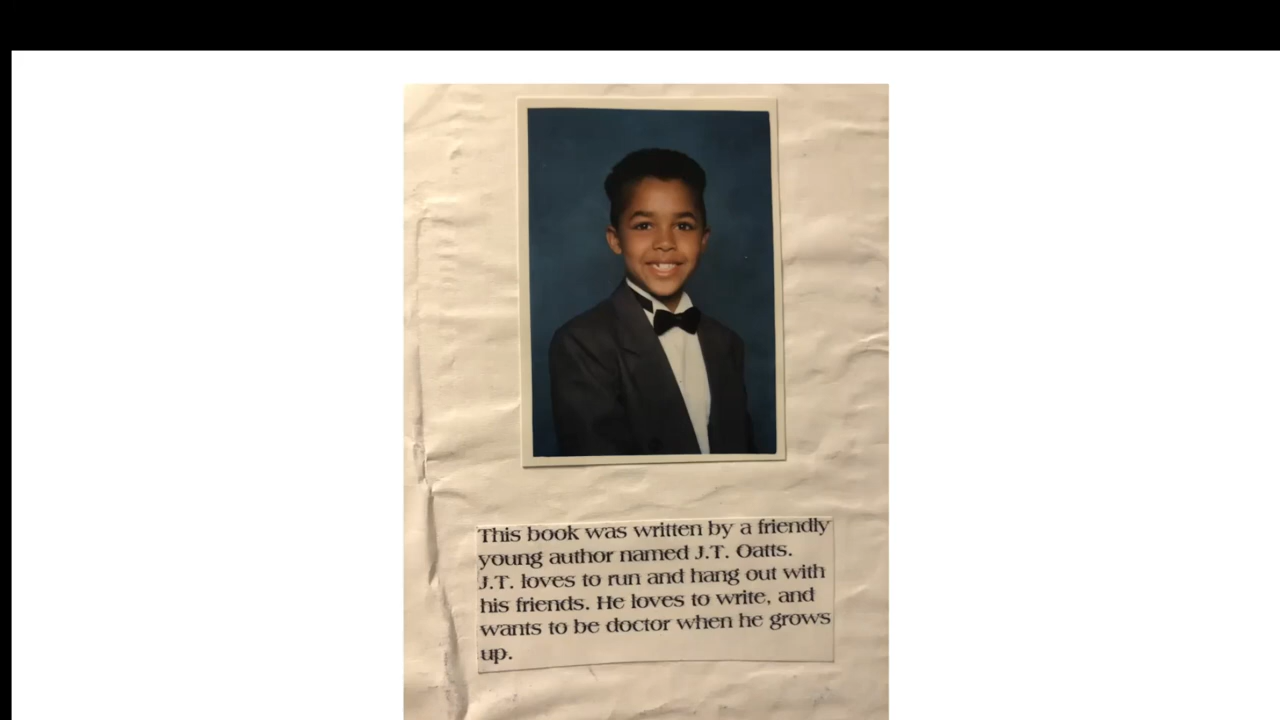 This book was written by a friendly
young author named J.T. Oatts.
J.T. loves to run and hang out with
his friends. He loves to write, and
wants to be doctor when he grows
up.